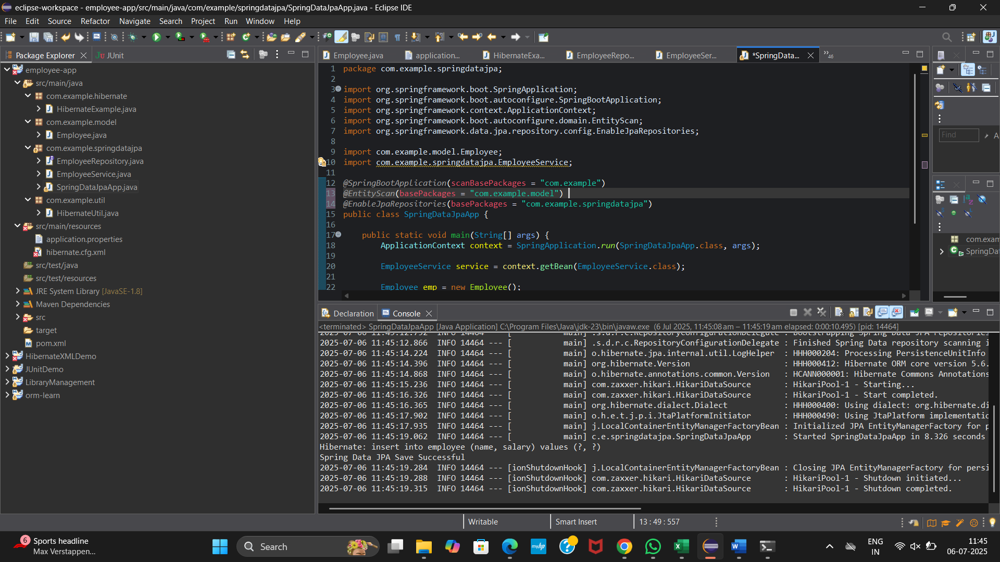 eclipse-workspace - employee-app/src/main/java/com/example/springdatajpa/SpringDataJpaApp.java - Eclipse IDE
File Edit Source Refactor Navigate Search Project Run Window Help
Package Explorer
JUnit
employee-app
src/main/java
com.example.hibernate
HibernateExample.java
com.example.model
Employee.java
com.example.springdatajpa
EmployeeRepository.java
EmployeeService.java
SpringDataJpaApp.java
com.example.util
HibernateUtil.java
src/main/resources
application.properties
hibernate.cfg.xml
src/test/java
src/test/resources
JRE System Library [JavaSE-1.8]
Maven Dependencies
src
target
pom.xml
HibernateXMLDemo
JUnitDemo
LibraryManagement
orm-learn
Employee.java application... HibernateExa... EmployeeRepo... EmployeeSer... *SpringData... »46
1 package com.example.springdatajpa;
2
3 import org.springframework.boot.SpringApplication;
4 import org.springframework.boot.autoconfigure.SpringBootApplication;
5 import org.springframework.context.ApplicationContext;
6 import org.springframework.boot.autoconfigure.domain.EntityScan;
7 import org.springframework.data.jpa.repository.config.EnableJpaRepositories;
8
9 import com.example.model.Employee;
10 import com.example.springdatajpa.EmployeeService;
11
12 @SpringBootApplication(scanBasePackages = "com.example")
13 @EntityScan(basePackages = "com.example.model")
14 @EnableJpaRepositories(basePackages = "com.example.springdatajpa")
15 public class SpringDataJpaApp {
16
17 public static void main(String[] args) {
18 ApplicationContext context = SpringApplication.run(SpringDataJpaApp.class, args);
19
20 EmployeeService service = context.getBean(EmployeeService.class);
21
22 Employee emp = new Employee();
Find
A
com.exam
SpringDat
Declaration
Console
<terminated> SpringDataJpaApp [Java Application] C:\Program Files\Java\jdk-23\bin\javaw.exe (6 Jul 2025, 11:45:08 am – 11:45:19 am elapsed: 0:00:10.495) [pid: 14464]
2025-07-06 11:45:12.792 INFO 14464 --- [ main] .s.d.r.c.RepositoryConfigurationDelegate : Bootstrapping Spring Data JPA repositories
2025-07-06 11:45:12.866 INFO 14464 --- [ main] .s.d.r.c.RepositoryConfigurationDelegate : Finished Spring Data repository scanning i
2025-07-06 11:45:14.224 INFO 14464 --- [ main] o.hibernate.jpa.internal.util.LogHelper : HHH000204: Processing PersistenceUnitInfo
2025-07-06 11:45:14.396 INFO 14464 --- [ main] org.hibernate.Version : HHH000412: Hibernate ORM core version 5.6.
2025-07-06 11:45:14.868 INFO 14464 --- [ main] o.hibernate.annotations.common.Version : HCANN000001: Hibernate Commons Annotations
2025-07-06 11:45:15.236 INFO 14464 --- [ main] com.zaxxer.hikari.HikariDataSource : HikariPool-1 - Starting...
2025-07-06 11:45:16.326 INFO 14464 --- [ main] com.zaxxer.hikari.HikariDataSource : HikariPool-1 - Start completed.
2025-07-06 11:45:16.365 INFO 14464 --- [ main] org.hibernate.dialect.Dialect : HHH000400: Using dialect: org.hibernate.di
2025-07-06 11:45:17.902 INFO 14464 --- [ main] o.h.e.t.j.p.i.JtaPlatformInitiator : HHH000490: Using JtaPlatform implementatio
2025-07-06 11:45:17.935 INFO 14464 --- [ main] j.LocalContainerEntityManagerFactoryBean : Initialized JPA EntityManagerFactory for p
2025-07-06 11:45:19.062 INFO 14464 --- [ main] c.e.springdatajpa.SpringDataJpaApp : Started SpringDataJpaApp in 8.326 seconds
Hibernate: insert into employee (name, salary) values (?, ?)
Spring Data JPA Save Successful
2025-07-06 11:45:19.284 INFO 14464 --- [ionShutdownHook] j.LocalContainerEntityManagerFactoryBean : Closing JPA EntityManagerFactory for persi
2025-07-06 11:45:19.288 INFO 14464 --- [ionShutdownHook] com.zaxxer.hikari.HikariDataSource : HikariPool-1 - Shutdown initiated...
2025-07-06 11:45:19.315 INFO 14464 --- [ionShutdownHook] com.zaxxer.hikari.HikariDataSource : HikariPool-1 - Shutdown completed.
Writable
Smart Insert
13 : 49 : 557
6
Sports headline
Max Verstappen...
Search
myhp
ENG
IN
11:45
06-07-2025